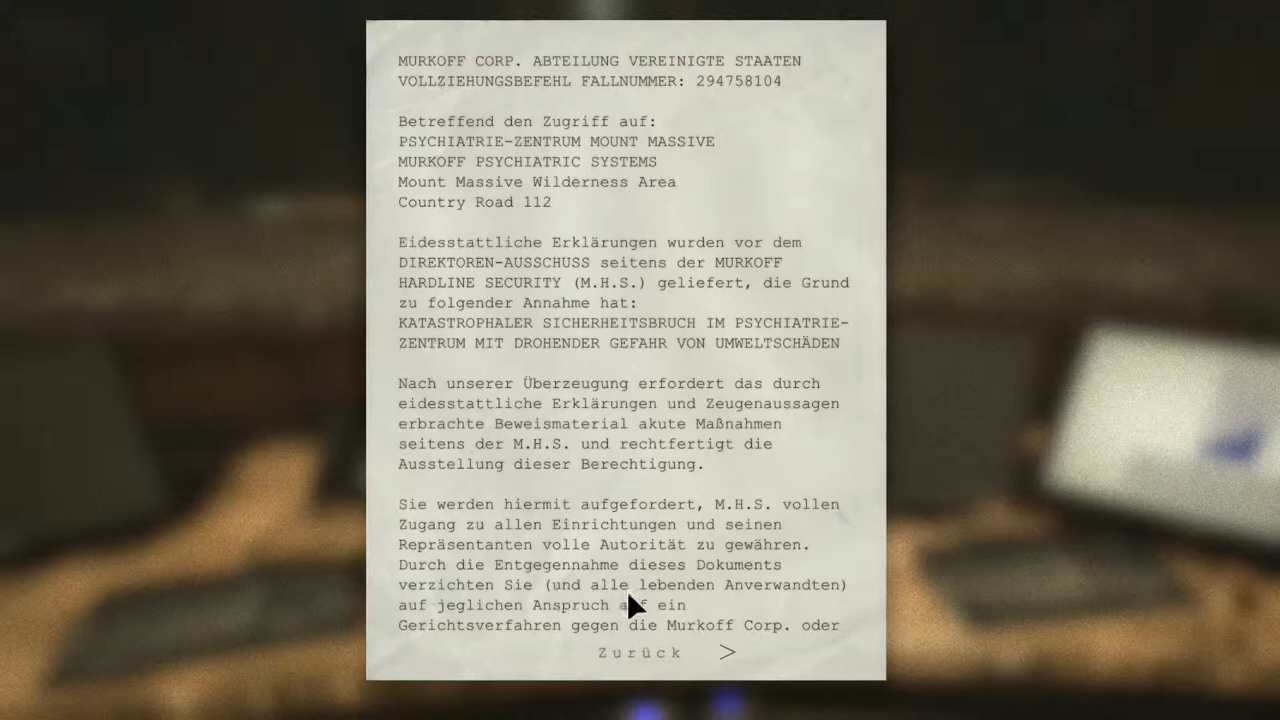 MURKOFF CORP. ABTEILUNG VEREINIGTE STAATEN
VOLLZIEHUNGSBEFEHL FALLNUMMER: 294758104
Betreffend den Zugriff auf:
PSYCHIATRIE-ZENTRUM MOUNT MASSIVE
MURKOFF PSYCHIATRIC SYSTEMS
Mount Massive Wilderness Area
Country Road 112
Eidesstattliche Erklärungen wurden vor dem
DIREKTOREN-AUSSCHUSS seitens der MURKOFF
HARDLINE SECURITY (M.H.S.) geliefert, die Grund
zu folgender Annahme hat:
KATASTROPHALER SICHERHEITSBRUCH IM PSYCHIATRIE-
ZENTRUM MIT DROHENDER GEFAHR VON UMWELTSCHÄDEN
Nach unserer Überzeugung erfordert das durch
eidesstattliche Erklärungen und Zeugenaussagen
erbrachte Beweismaterial akute Maßnahmen
seitens der M.H.S. und rechtfertigt die
Ausstellung dieser Berechtigung.
Sie werden hiermit aufgefordert, M.H.S. vollen
Zugang zu allen Einrichtungen und seinen
Repräsentanten volle Autorität zu gewähren.
Durch die Entgegennahme dieses Dokuments
verzichten Sie (und alle lebenden Anverwandten)
auf jeglichen Anspruch auf ein
Gerichtsverfahren gegen die Murkoff Corp. oder
Zurück >